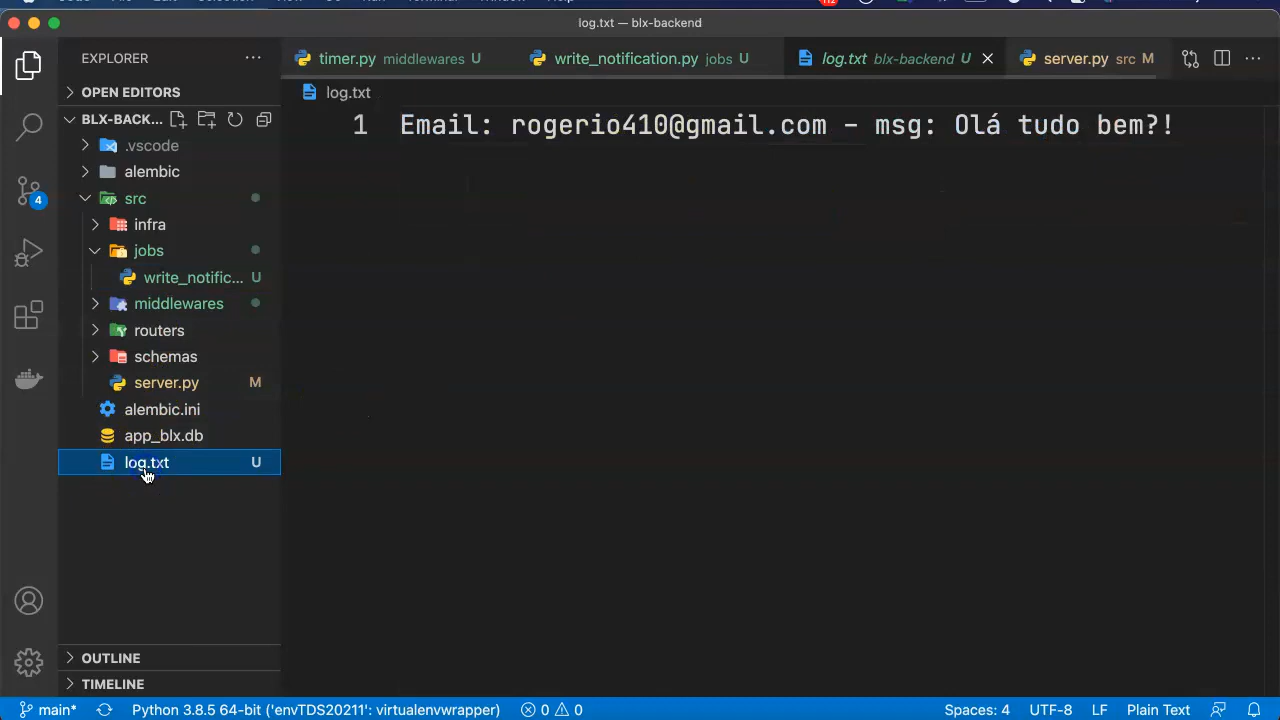 log.txt — blx-backend
EXPLORER
timer.py middlewares U
write_notification.py jobs U
log.txt blx-backend U
server.py src M
OPEN EDITORS
log.txt
BLX-BACK...
1 Email: rogerio410@gmail.com - msg: Olá tudo bem?!
.vscode
alembic
src
4
infra
jobs
write_notific... U
middlewares
routers
schemas
server.py M
alembic.ini
app_blx.db
log.txt U
OUTLINE
TIMELINE
main* Python 3.8.5 64-bit ('envTDS20211': virtualenvwrapper) 0 0 Spaces: 4 UTF-8 LF Plain Text